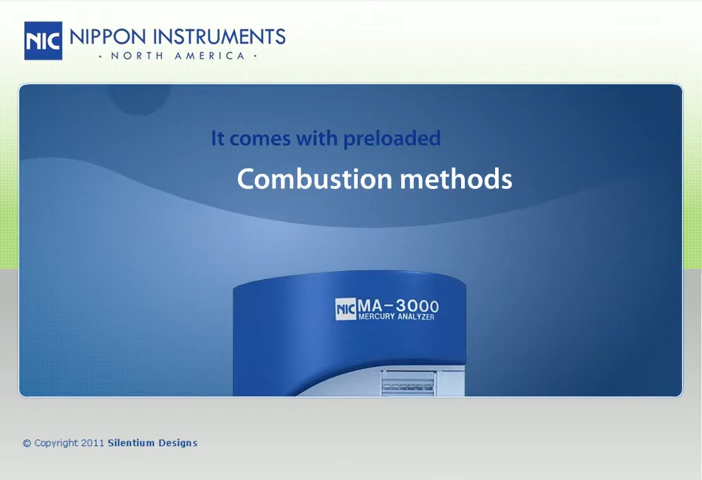 NIC NIPPON INSTRUMENTS
· NORTH AMERICA ·
It comes with preloaded
Combustion methods
NIC MA-3000
MERCURY ANALYZER
© Copyright 2011 Silentium Designs